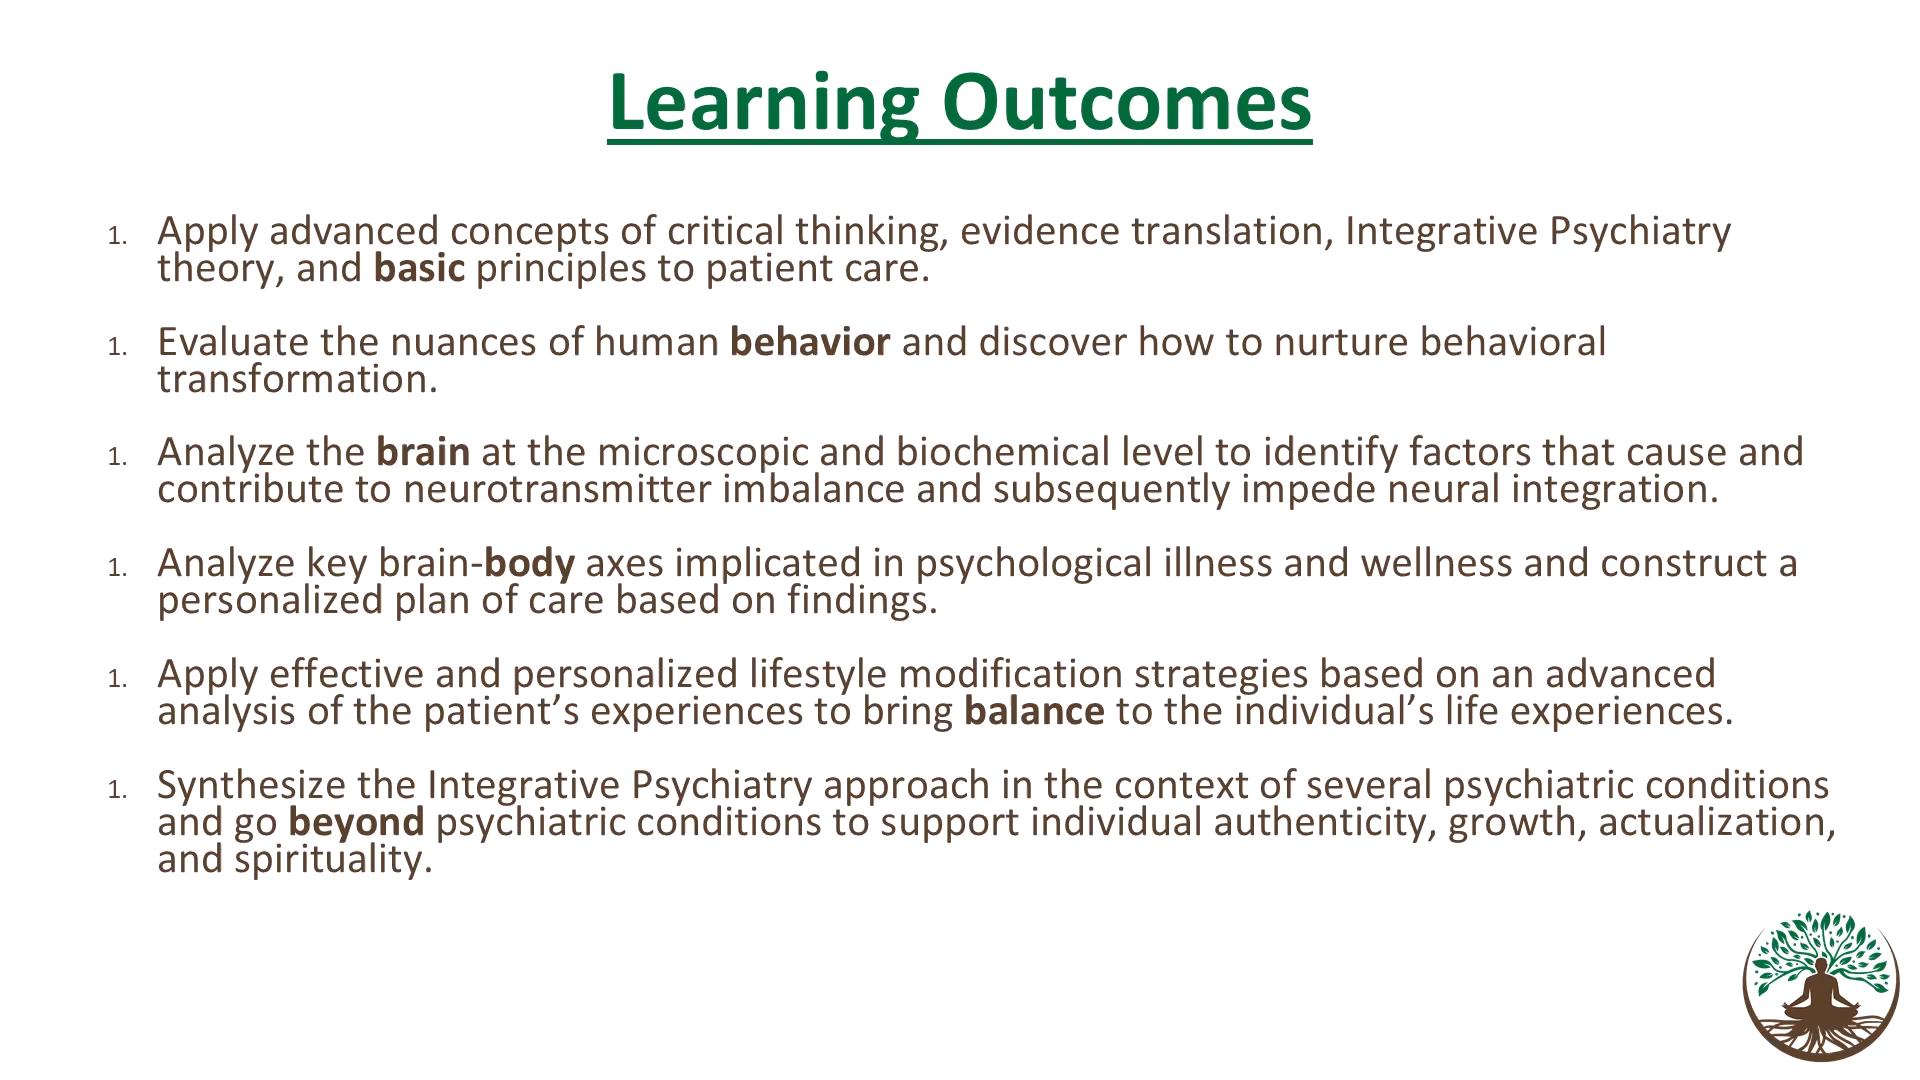 Learning Outcomes
1. Apply advanced concepts of critical thinking, evidence translation, Integrative Psychiatry
theory, and basic principles to patient care.
1. Evaluate the nuances of human behavior and discover how to nurture behavioral
transformation.
1. Analyze the brain at the microscopic and biochemical level to identify factors that cause and
contribute to neurotransmitter imbalance and subsequently impede neural integration.
1. Analyze key brain-body axes implicated in psychological illness and wellness and construct a
personalized plan of care based on findings.
1. Apply effective and personalized lifestyle modification strategies based on an advanced
analysis of the patient’s experiences to bring balance to the individual’s life experiences.
1. Synthesize the Integrative Psychiatry approach in the context of several psychiatric conditions
and go beyond psychiatric conditions to support individual authenticity, growth, actualization,
and spirituality.